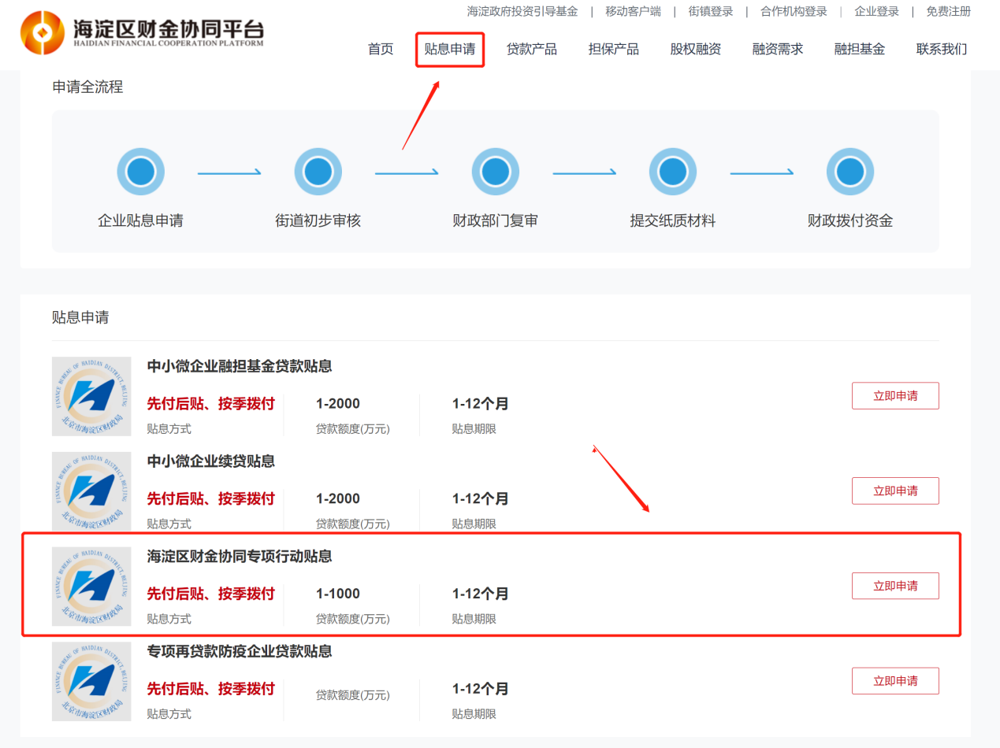 海淀政府投资引导基金 | 移动客户端 | 街镇登录 | 合作机构登录 | 企业登录 | 免费注册
海淀区财金协同平台
HAIDIAN FINANCIAL COOPERATION PLATFORM
首页 贴息申请 贷款产品 担保产品 股权融资 融资需求 融担基金 联系我们
申请全流程
企业贴息申请 街道初步审核 财政部门复审 提交纸质材料 财政拨付资金
贴息申请
FINANCE BUREAU OF HAIDIAN DISTRICT, BEIJING
北京市海淀区财政局
中小微企业融担基金贷款贴息
先付后贴、按季拨付 1-2000 1-12个月
贴息方式 贷款额度(万元) 贴息期限
立即申请
FINANCE BUREAU OF HAIDIAN DISTRICT, BEIJING
北京市海淀区财政局
中小微企业续贷贴息
先付后贴、按季拨付 1-2000 1-12个月
贴息方式 贷款额度(万元) 贴息期限
立即申请
FINANCE BUREAU OF HAIDIAN DISTRICT, BEIJING
北京市海淀区财政局
海淀区财金协同专项行动贴息
先付后贴、按季拨付 1-1000 1-12个月
贴息方式 贷款额度(万元) 贴息期限
立即申请
FINANCE BUREAU OF HAIDIAN DISTRICT, BEIJING
北京市海淀区财政局
专项再贷款防疫企业贷款贴息
先付后贴、按季拨付 1-12个月
贴息方式 贷款额度(万元) 贴息期限
立即申请